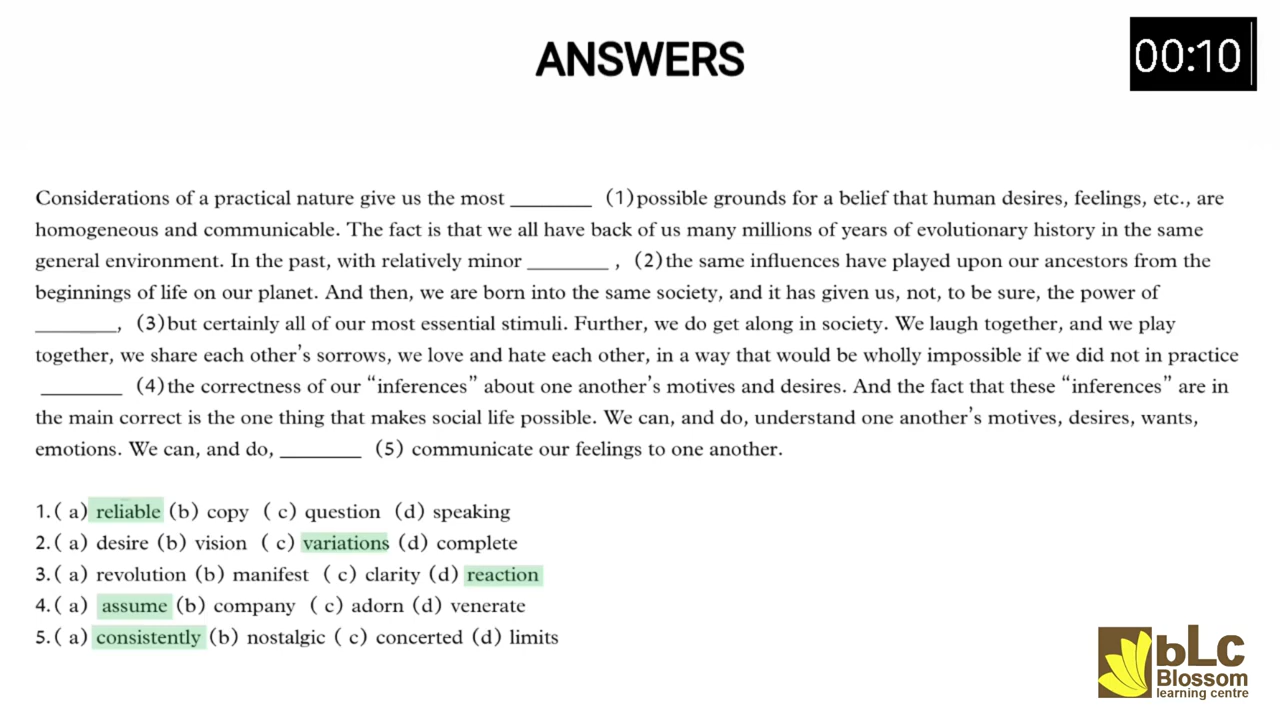 ANSWERS
00:10
Considerations of a practical nature give us the most ________ (1)possible grounds for a belief that human desires, feelings, etc., are
homogeneous and communicable. The fact is that we all have back of us many millions of years of evolutionary history in the same
general environment. In the past, with relatively minor ________ , (2)the same influences have played upon our ancestors from the
beginnings of life on our planet. And then, we are born into the same society, and it has given us, not, to be sure, the power of
________, (3)but certainly all of our most essential stimuli. Further, we do get along in society. We laugh together, and we play
together, we share each other's sorrows, we love and hate each other, in a way that would be wholly impossible if we did not in practice
________ (4)the correctness of our “inferences” about one another's motives and desires. And the fact that these “inferences” are in
the main correct is the one thing that makes social life possible. We can, and do, understand one another's motives, desires, wants,
emotions. We can, and do, ________ (5) communicate our feelings to one another.
1.( a) reliable (b) copy ( c) question (d) speaking
2.( a) desire (b) vision ( c) variations (d) complete
3.( a) revolution (b) manifest ( c) clarity (d) reaction
4.( a) assume (b) company ( c) adorn (d) venerate
5.( a) consistently (b) nostalgic ( c) concerted (d) limits
bLc
Blossom
learning centre